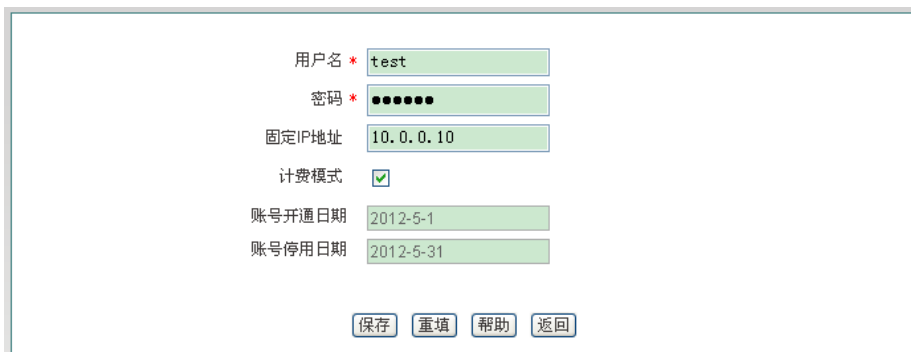 用户名 * test
密码 * ●●●●●●
固定IP地址 10.0.0.10
计费模式
账号开通日期 2012-5-1
账号停用日期 2012-5-31
保存 重填 帮助 返回